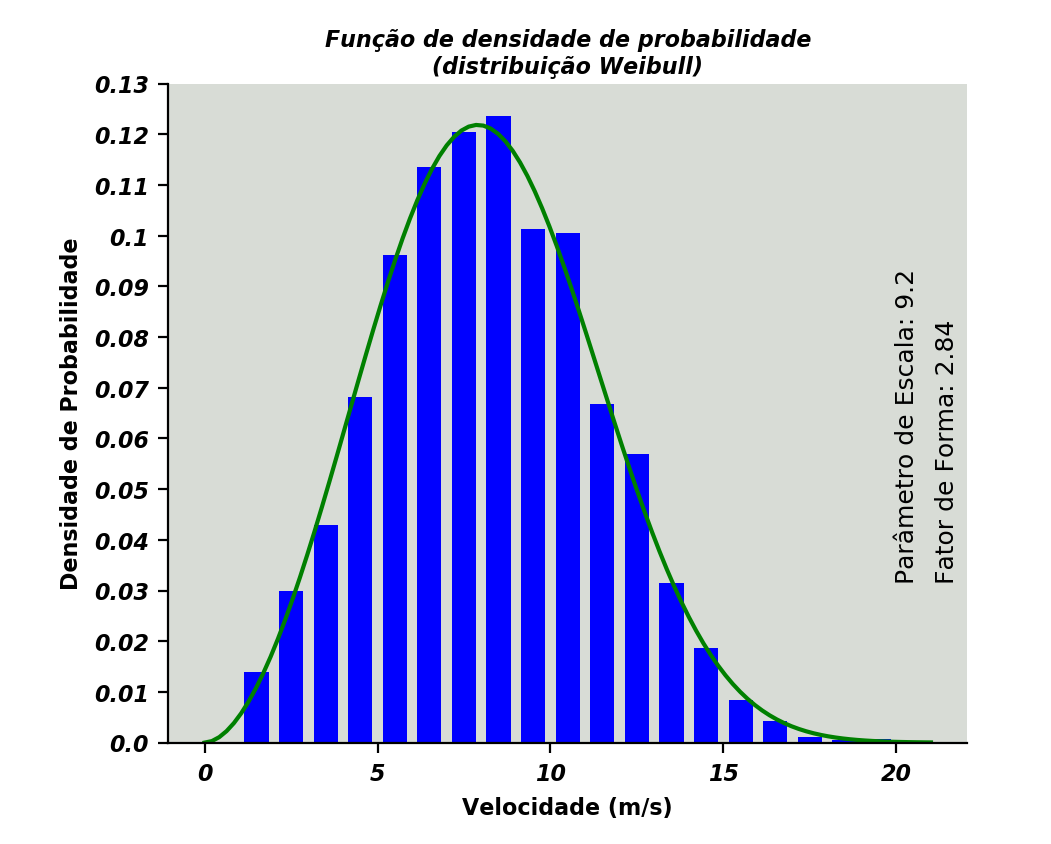 Função de densidade de probabilidade
(distribuição Weibull)
0.13
0.12
0.11
0.1
0.09
0.08
0.07
0.06
0.05
0.04
0.03
0.02
0.01
0.0
Densidade de Probabilidade
Parâmetro de Escala: 9.2
Fator de Forma: 2.84
0 5 10 15 20
Velocidade (m/s)